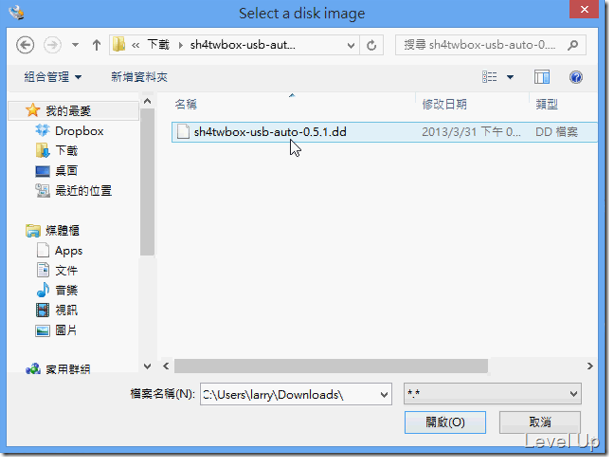 Select a disk image
« 下載 ▸ sh4twbox-usb-aut...
搜尋 sh4twbox-usb-auto-0....
組合管理 新增資料夾
名稱 修改日期 類型
sh4twbox-usb-auto-0.5.1.dd 2013/3/31 下午 0... DD 檔案
我的最愛
Dropbox
下載
桌面
最近的位置
媒體櫃
Apps
文件
音樂
視訊
圖片
家用群組
檔案名稱(N): C:\Users\larry\Downloads\ *.*
開啟(O) 取消
Level Up